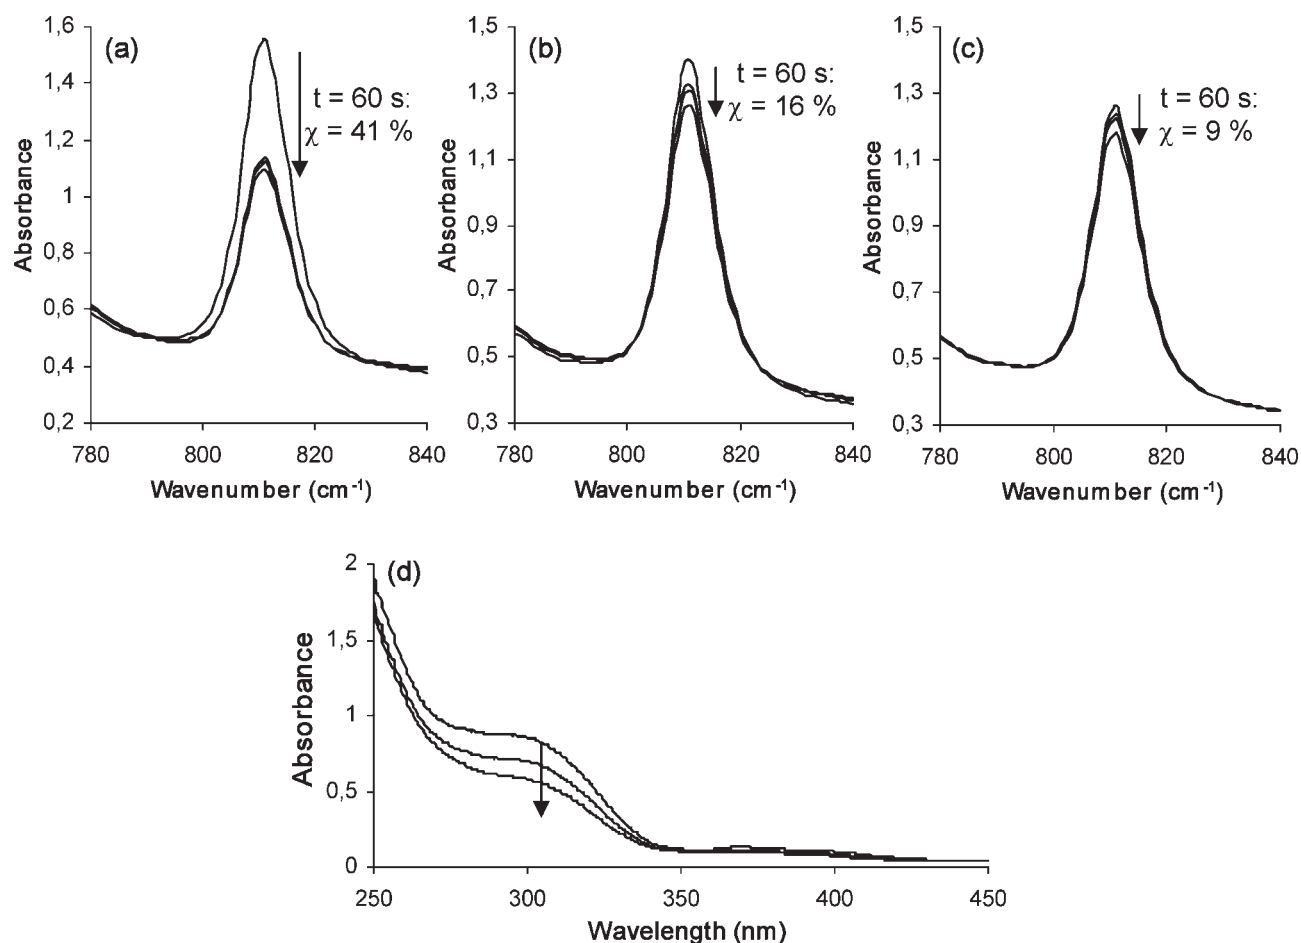 (a)
1,6
1,4
1,2
1
0,8
0,6
0,4
0,2
780
800
820
840
Absorbance
Wavenumber (cm⁻¹)
t = 60 s:
χ = 41 %
(b)
1,5
1,3
1,1
0,9
0,7
0,5
0,3
780
800
820
840
Absorbance
Wavenumber (cm⁻¹)
t = 60 s:
χ = 16 %
(c)
1,5
1,3
1,1
0,9
0,7
0,5
0,3
780
800
820
840
Absorbance
Wavenumber (cm⁻¹)
t = 60 s:
χ = 9 %
(d)
2
1,5
1
0,5
0
250
300
350
400
450
Absorbance
Wavelength (nm)